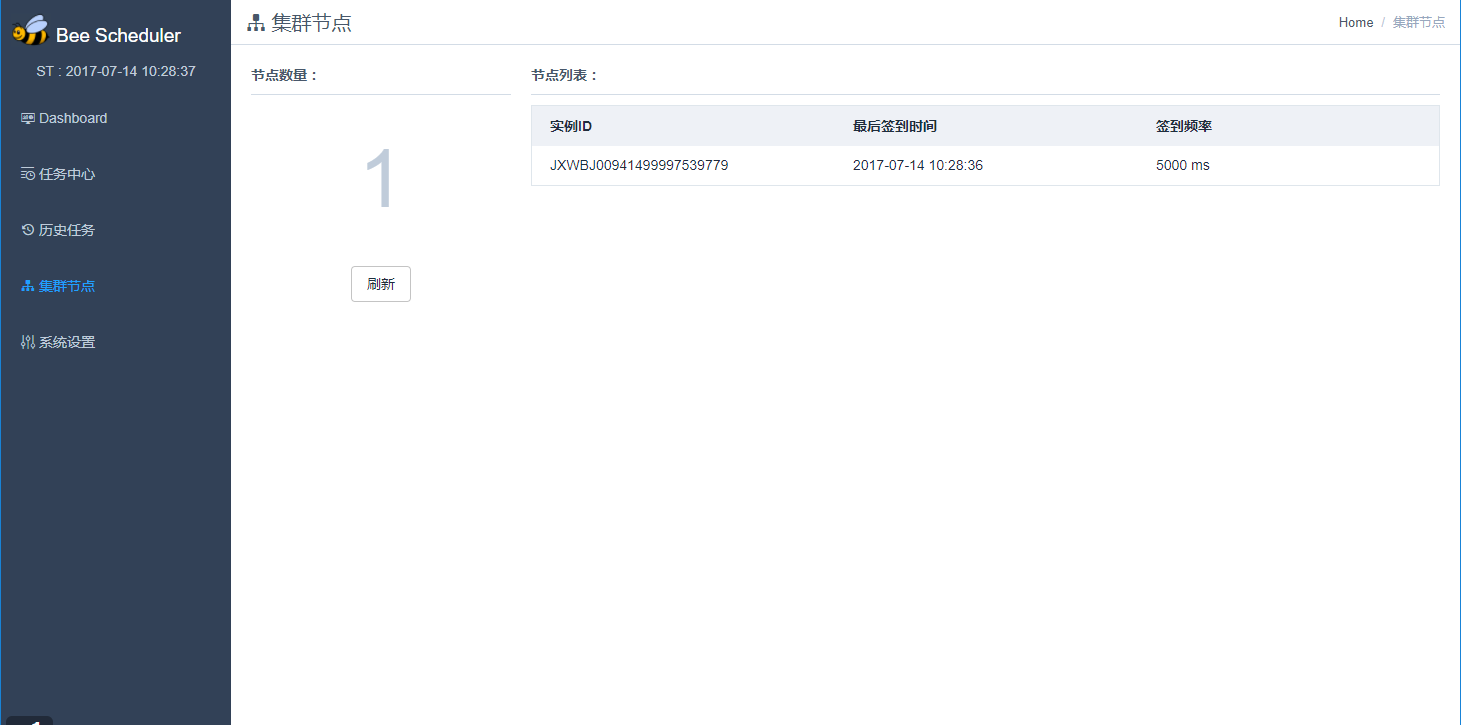 Bee Scheduler
ST : 2017-07-14 10:28:37
Dashboard
任务中心
历史任务
集群节点
系统设置
集群节点
Home / 集群节点
节点数量：
1
刷新
节点列表：
实例ID 最后签到时间 签到频率
JXWBJ00941499997539779 2017-07-14 10:28:36 5000 ms